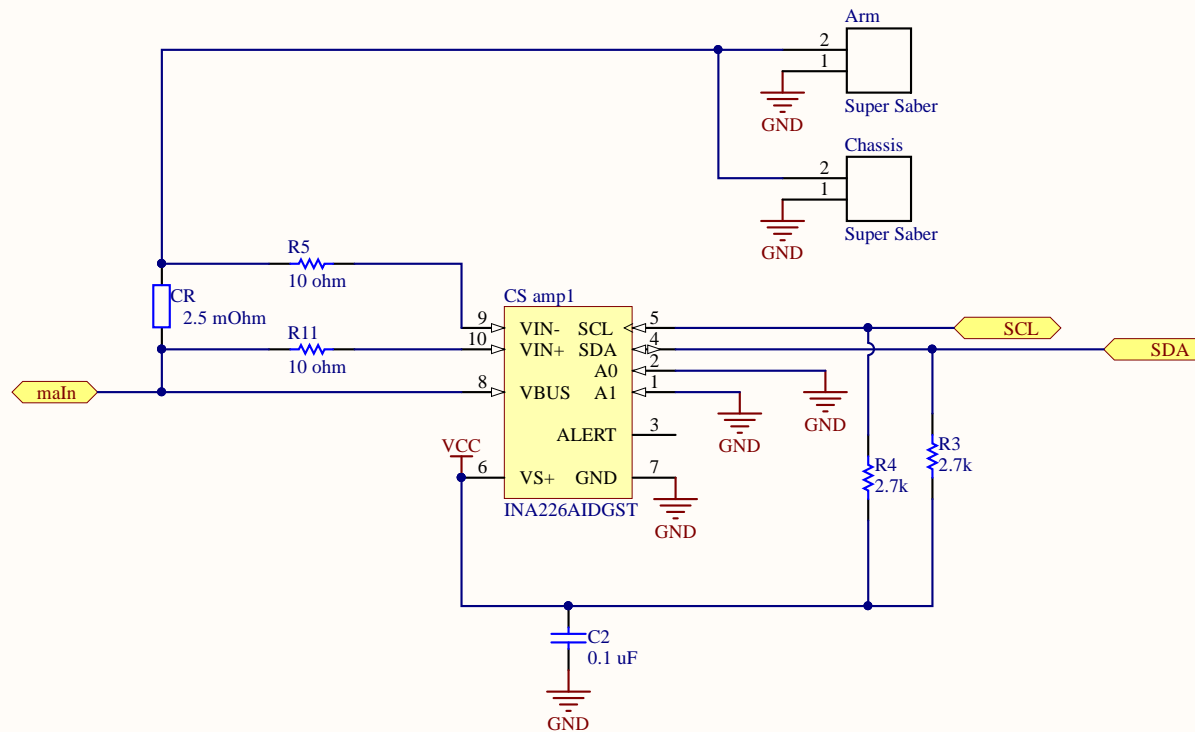 Arm
2
1
Super Saber
GND
Chassis
2
1
Super Saber
GND
R5
10 ohm
CR
2.5 mOhm
R11
10 ohm
maIn
CS amp1
9 VIN- SCL 5
10 VIN+ SDA 4
A0 2
8 VBUS A1 1
ALERT 3
VCC
6 VS+ GND 7
INA226AIDGST
SCL
SDA
GND
GND
GND
R3
2.7k
R4
2.7k
C2
0.1 uF
GND